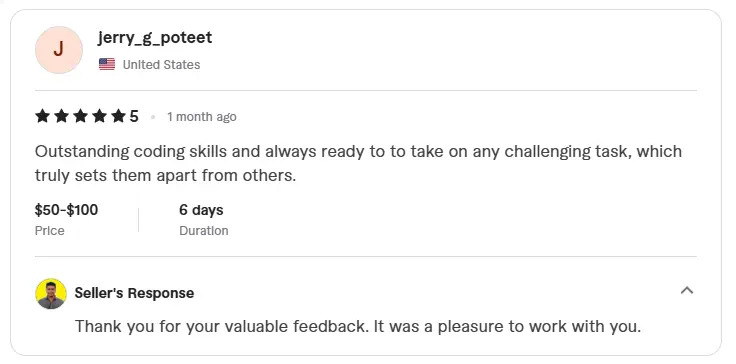 J
jerry_g_poteet
United States
5
1 month ago
Outstanding coding skills and always ready to to take on any challenging task, which
truly sets them apart from others.
$50-$100
6 days
Price
Duration
Seller's Response
Thank you for your valuable feedback. It was a pleasure to work with you.